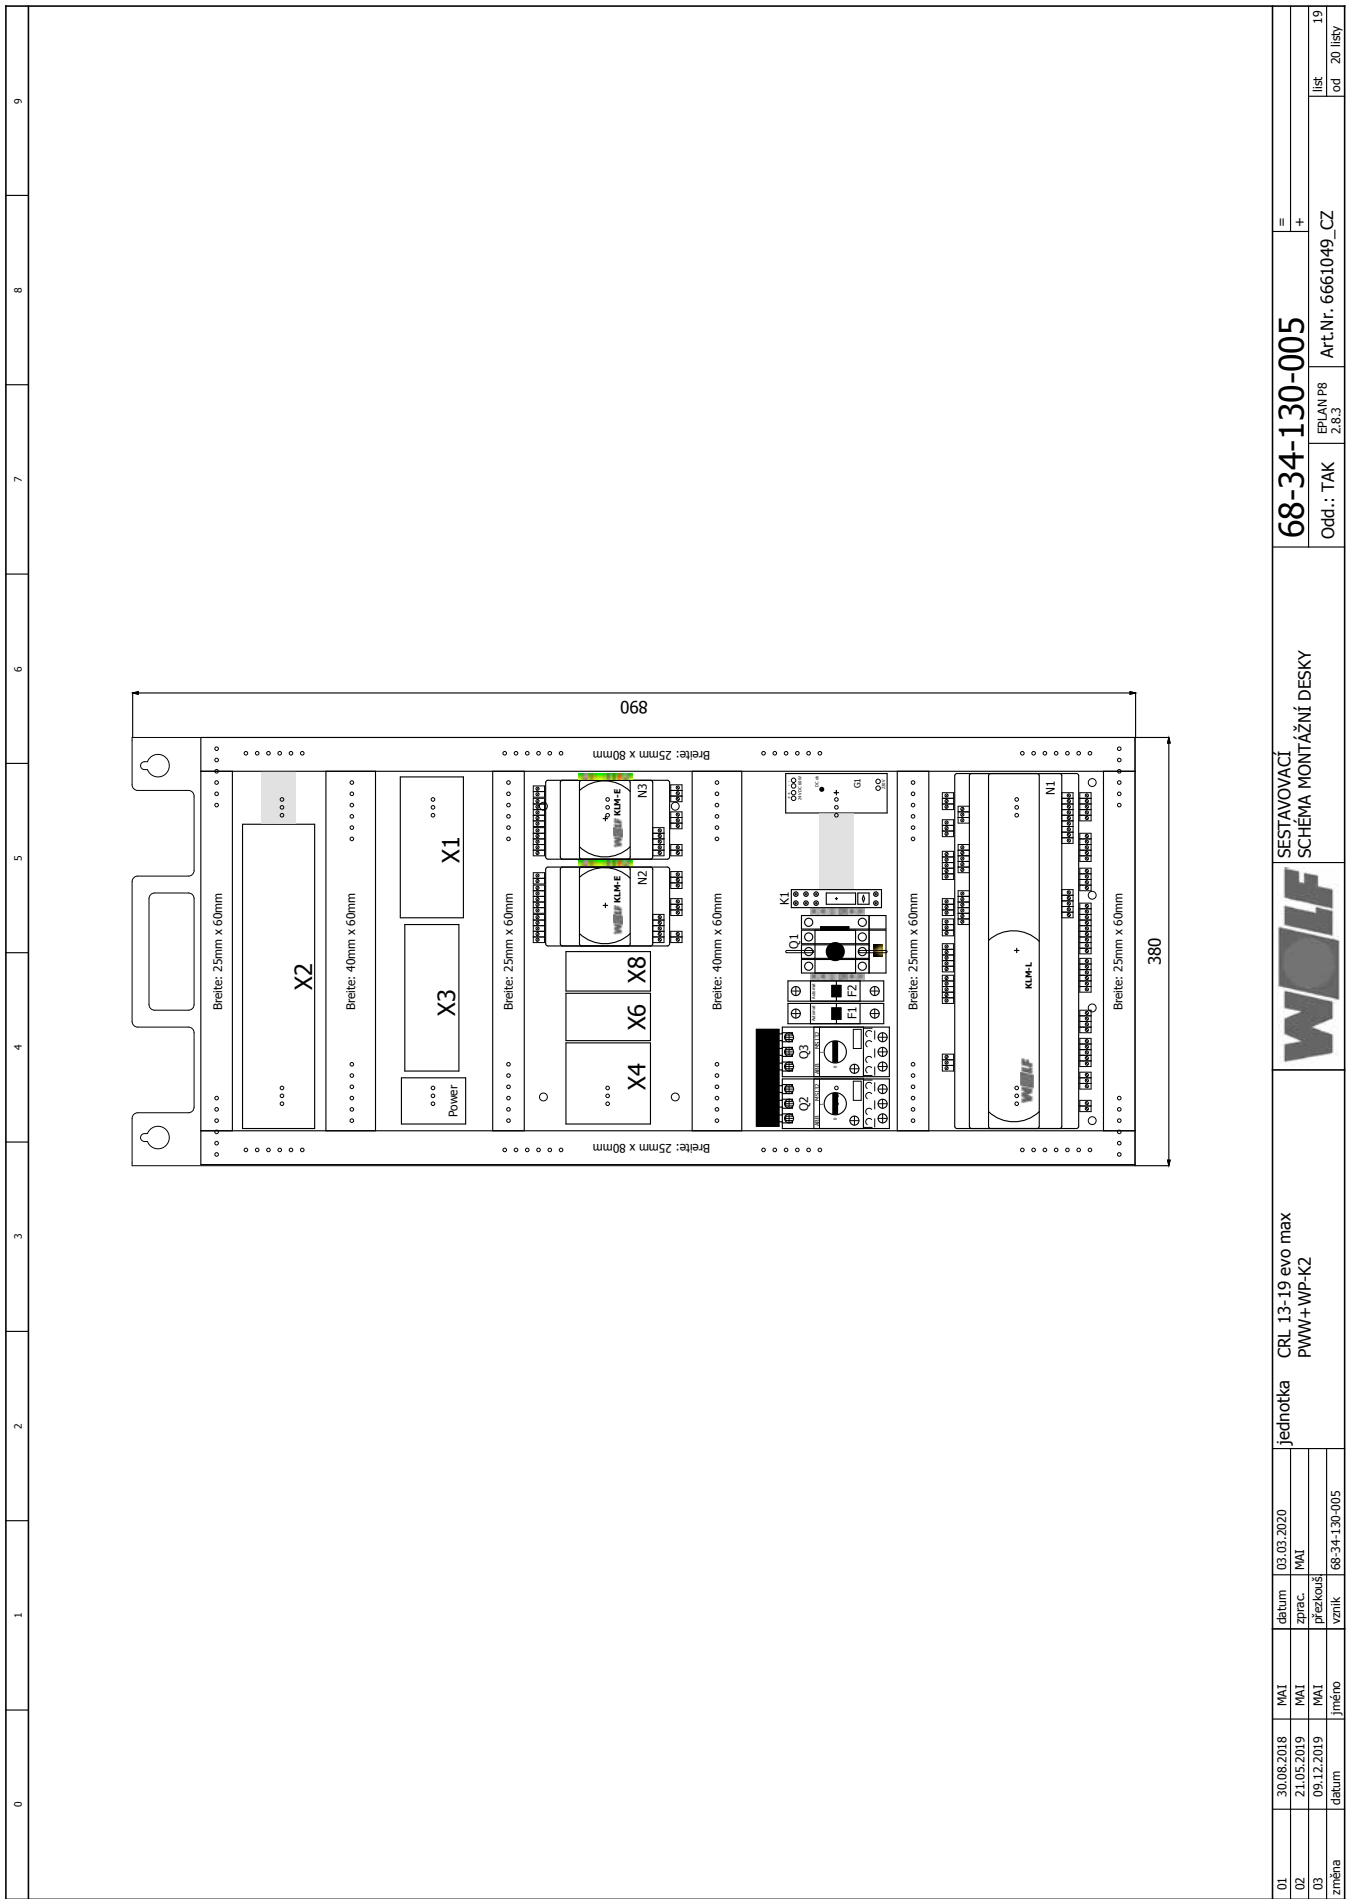 0 1 2 3 4 5 6 7 8 9
890
380
Breite: 25mm x 80mm
Breite: 25mm x 80mm
Breite: 25mm x 60mm
X2
Breite: 40mm x 60mm
Power
X3
X1
Breite: 25mm x 60mm
X4
X6
X8
N2
WOLF KLM-E
N3
WOLF KLM-E
Breite: 40mm x 60mm
Q2
Q3
F1
F2
Q1
K1
G1
Breite: 25mm x 60mm
WOLF
KLM-L
N1
Breite: 25mm x 60mm
01 30.08.2018 MAI datum 03.03.2020
02 21.05.2019 MAI zprac. MAI
03 09.12.2019 MAI přezkouš.
změna datum jméno vznik 68-34-130-005
jednotka CRL 13-19 evo max
PWW+WP-K2
WOLF
SESTAVOVACÍ
SCHÉMA MONTÁŽNÍ DESKY
68-34-130-005
=
+
Odd.: TAK
EPLAN P8
2.8.3
Art.Nr. 6661049_CZ
list 19
od 20 listy